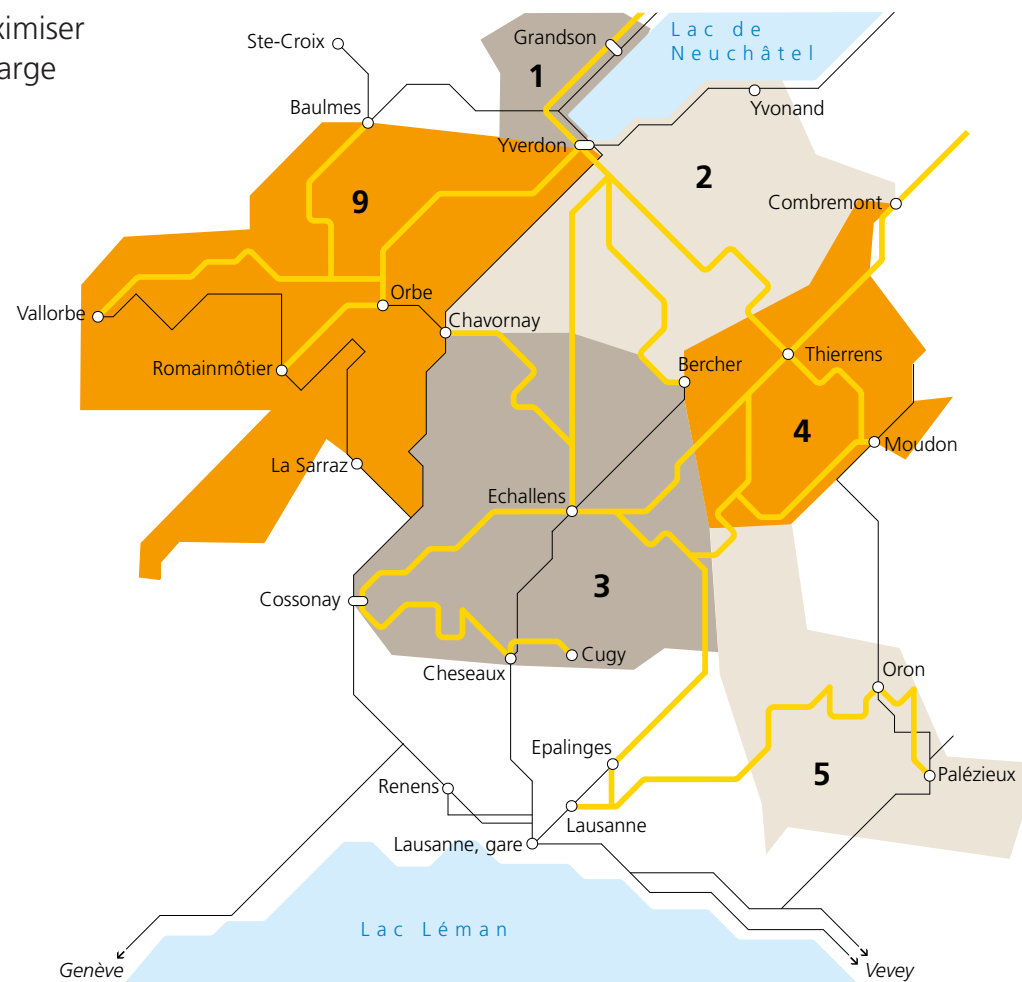 ximiser
arge
Ste-Croix
Grandson
Lac de
Neuchâtel
1
Baulmes
Yvonand
Yverdon
2
9
Combremont
Vallorbe
Orbe
Chavornay
Thierrens
Romainmôtier
Bercher
4
Moudon
La Sarraz
Echallens
3
Cossonay
Cugy
Cheseaux
Oron
Epalinges
5
Palézieux
Renens
Lausanne
Lausanne, gare
Lac Léman
Genève
Vevey